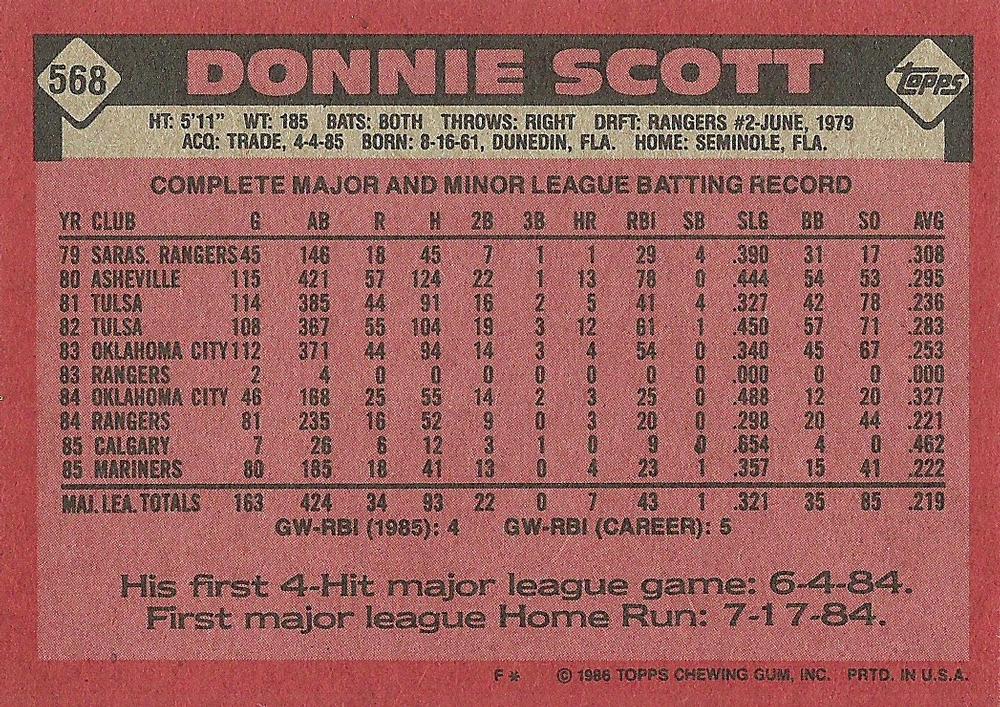 568 DONNIE SCOTT Topps
HT: 5'11" WT: 185 BATS: BOTH THROWS: RIGHT DRFT: RANGERS #2-JUNE, 1979
ACQ: TRADE, 4-4-85 BORN: 8-16-61, DUNEDIN, FLA. HOME: SEMINOLE, FLA.
COMPLETE MAJOR AND MINOR LEAGUE BATTING RECORD
YR CLUB G AB R H 2B 3B HR RBI SB SLG BB SO AVG
79 SARAS. RANGERS 45 146 18 45 7 1 1 29 4 .390 31 17 .308
80 ASHEVILLE 115 421 57 124 22 1 13 78 0 .444 54 53 .295
81 TULSA 114 385 44 91 16 2 5 41 4 .327 42 78 .236
82 TULSA 108 367 55 104 19 3 12 61 1 .450 57 71 .283
83 OKLAHOMA CITY 112 371 44 94 14 3 4 54 0 .340 45 67 .253
83 RANGERS 2 4 0 0 0 0 0 0 0 .000 0 0 .000
84 OKLAHOMA CITY 46 168 25 55 14 2 3 25 0 .488 12 20 .327
84 RANGERS 81 235 16 52 9 0 3 20 0 .298 20 44 .221
85 CALGARY 7 26 6 12 3 1 0 9 0 .654 4 0 .462
85 MARINERS 80 185 18 41 13 0 4 23 1 .357 15 41 .222
MAJ. LEA. TOTALS 163 424 34 93 22 0 7 43 1 .321 35 85 .219
GW-RBI (1985): 4 GW-RBI (CAREER): 5
His first 4-Hit major league game: 6-4-84.
First major league Home Run: 7-17-84.
F* © 1986 TOPPS CHEWING GUM, INC. PRTD. IN U.S.A.